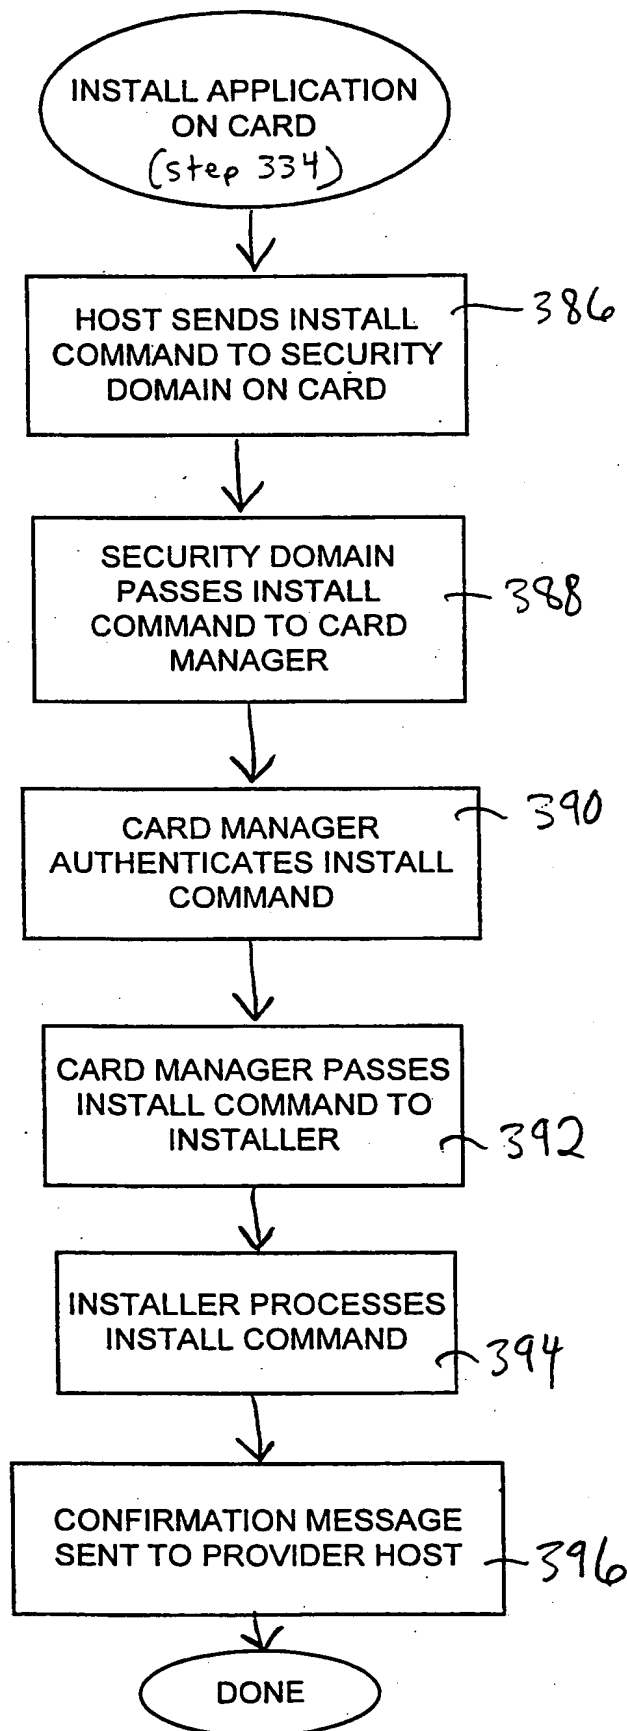 INSTALL APPLICATION
ON CARD
(step 334)
HOST SENDS INSTALL
COMMAND TO SECURITY
DOMAIN ON CARD
386
SECURITY DOMAIN
PASSES INSTALL
COMMAND TO CARD
MANAGER
388
CARD MANAGER
AUTHENTICATES INSTALL
COMMAND
390
CARD MANAGER PASSES
INSTALL COMMAND TO
INSTALLER
392
INSTALLER PROCESSES
INSTALL COMMAND
394
CONFIRMATION MESSAGE
SENT TO PROVIDER HOST
396
DONE